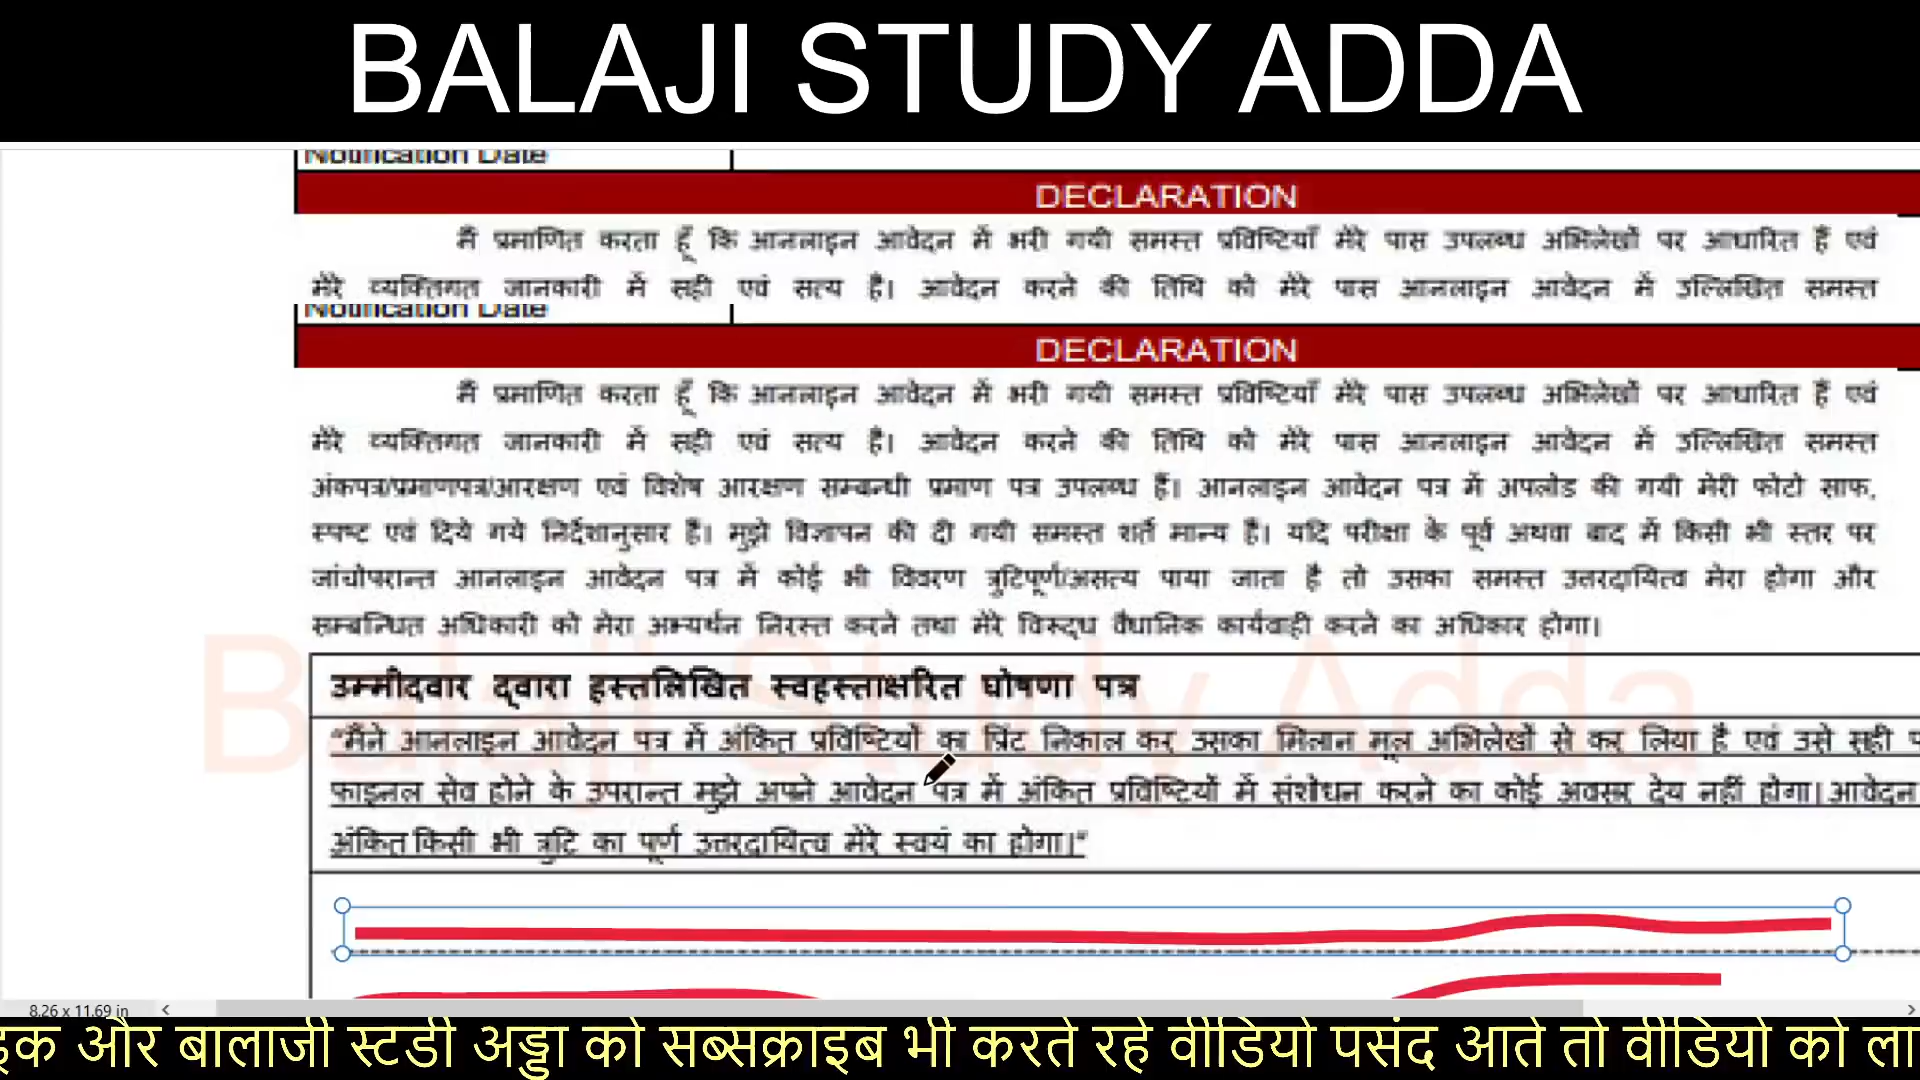 BALAJI STUDY ADDA
Notification Date
DECLARATION
मैं प्रमाणित करता हूँ कि आनलाइन आवेदन में भरी गयी समस्त प्रविष्टियाँ मेरे पास उपलब्ध अभिलेखों पर आधारित हैं एवं
मेरे व्यक्तिगत जानकारी में सही एवं सत्य है। आवेदन करने की तिथि को मेरे पास आनलाइन आवेदन में उल्लिखित समस्त
Notification Date
DECLARATION
मैं प्रमाणित करता हूँ कि आनलाइन आवेदन में भरी गयी समस्त प्रविष्टियाँ मेरे पास उपलब्ध अभिलेखों पर आधारित हैं एवं
मेरे व्यक्तिगत जानकारी में सही एवं सत्य है। आवेदन करने की तिथि को मेरे पास आनलाइन आवेदन में उल्लिखित समस्त
अंकपत्र/प्रमाणपत्र/आरक्षण एवं विशेष आरक्षण सम्बन्धी प्रमाण पत्र उपलब्ध हैं। आनलाइन आवेदन पत्र में अपलोड की गयी मेरी फोटो साफ,
स्पष्ट एवं दिये गये निर्देशानुसार है। मुझे विज्ञापन की दी गयी समस्त शर्ते मान्य है। यदि परीक्षा के पूर्व अथवा बाद में किसी भी स्तर पर
जांचोपरान्त आनलाइन आवेदन पत्र में कोई भी विवरण त्रुटिपूर्ण/असत्य पाया जाता है तो उसका समस्त उत्तरदायित्व मेरा होगा और
सम्बन्धित अधिकारी को मेरा अभ्यर्थन निरस्त करने तथा मेरे विरूद्ध वैधानिक कार्यवाही करने का अधिकार होगा।
Balaji Study Adda
उम्मीदवार द्वारा हस्तलिखित स्वहस्ताक्षरित घोषणा पत्र
"मैने आनलाइन आवेदन पत्र में अंकित प्रविष्टियों का प्रिंट निकाल कर उसका मिलान मूल अभिलेखों से कर लिया है एवं उसे सही
फाइनल सेव होने के उपरान्त मुझे अपने आवेदन पत्र में अंकित प्रविष्टियों में संशोधन करने का कोई अवसर देय नहीं होगा। आवेदन
अंकित किसी भी त्रुटि का पूर्ण उत्तरदायित्व मेरे स्वयं का होगा।"
8.26 x 11.69 in
और बालाजी स्टडी अड्डा को सब्सक्राइब भी करते रहे वीडियो पसंद आते तो वीडियो को ला